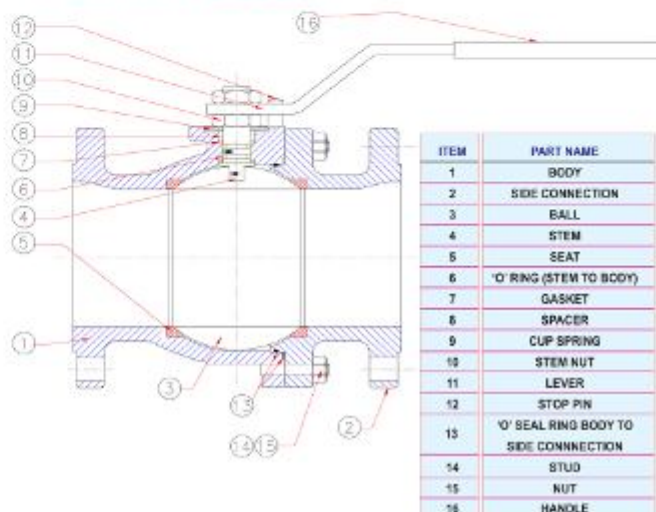 12
16
11
10
9
8
7
6
4
5
1
3
13
14 15
2
ITEM PART NAME
1 BODY
2 SIDE CONNECTION
3 BALL
4 STEM
5 SEAT
6 'O' RING (STEM TO BODY)
7 GASKET
8 SPACER
9 CUP SPRING
10 STEM NUT
11 LEVER
12 STOP PIN
13 'O' SEAL RING BODY TO
SIDE CONNNECTION
14 STUD
15 NUT
16 HANDLE